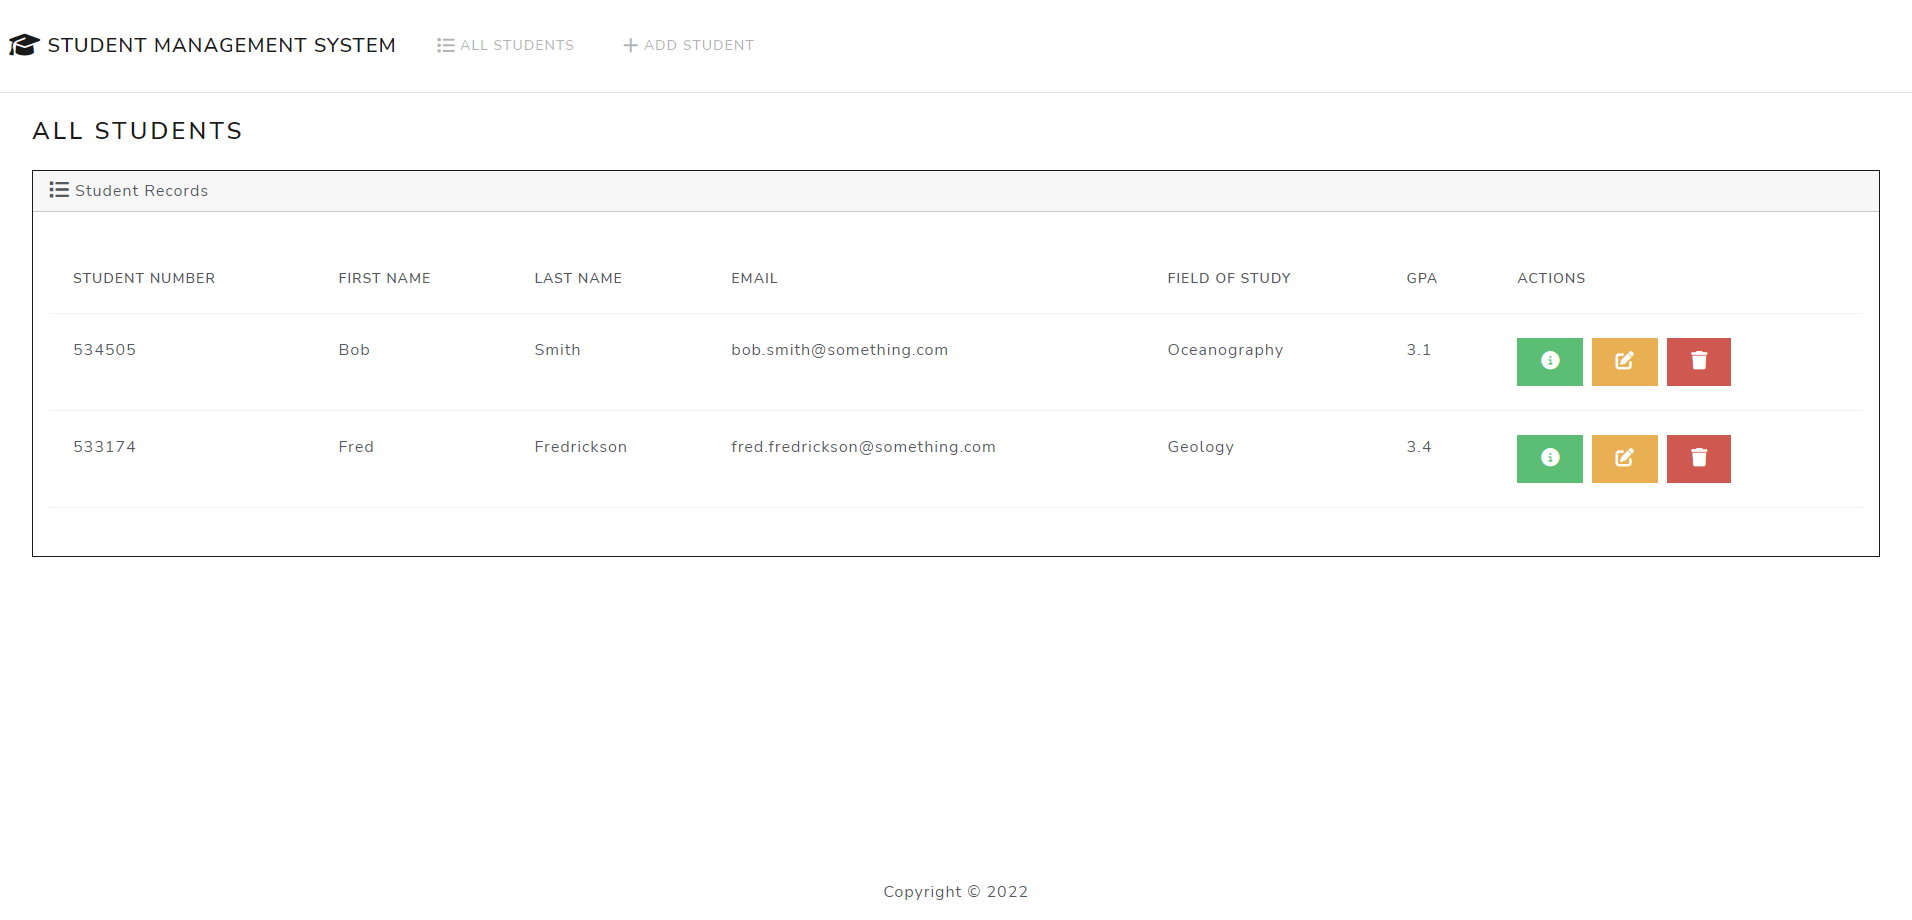 STUDENT MANAGEMENT SYSTEM ALL STUDENTS ADD STUDENT
ALL STUDENTS
Student Records
STUDENT NUMBER FIRST NAME LAST NAME EMAIL FIELD OF STUDY GPA ACTIONS
534505 Bob Smith bob.smith@something.com Oceanography 3.1
533174 Fred Fredrickson fred.fredrickson@something.com Geology 3.4
Copyright © 2022